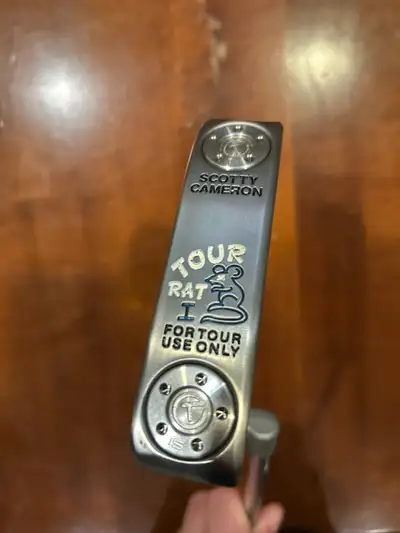 SCOTTY
CAMERON
TOUR
RAT
I
FOR TOUR
USE ONLY